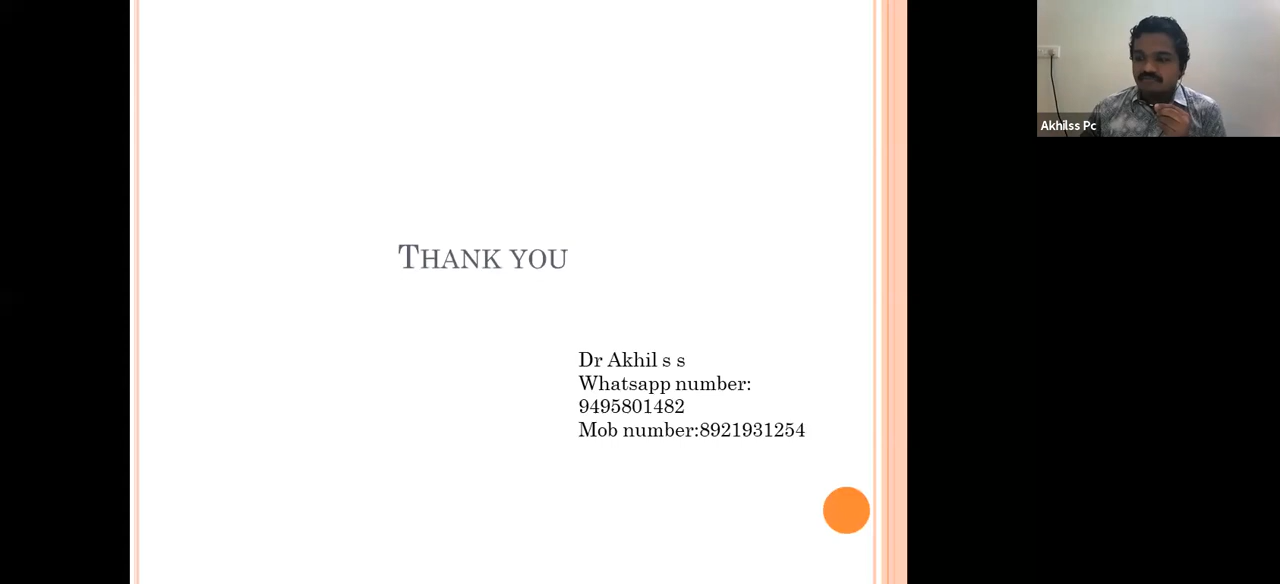 Akhilss Pc
THANK YOU
Dr Akhil s s
Whatsapp number:
9495801482
Mob number:8921931254